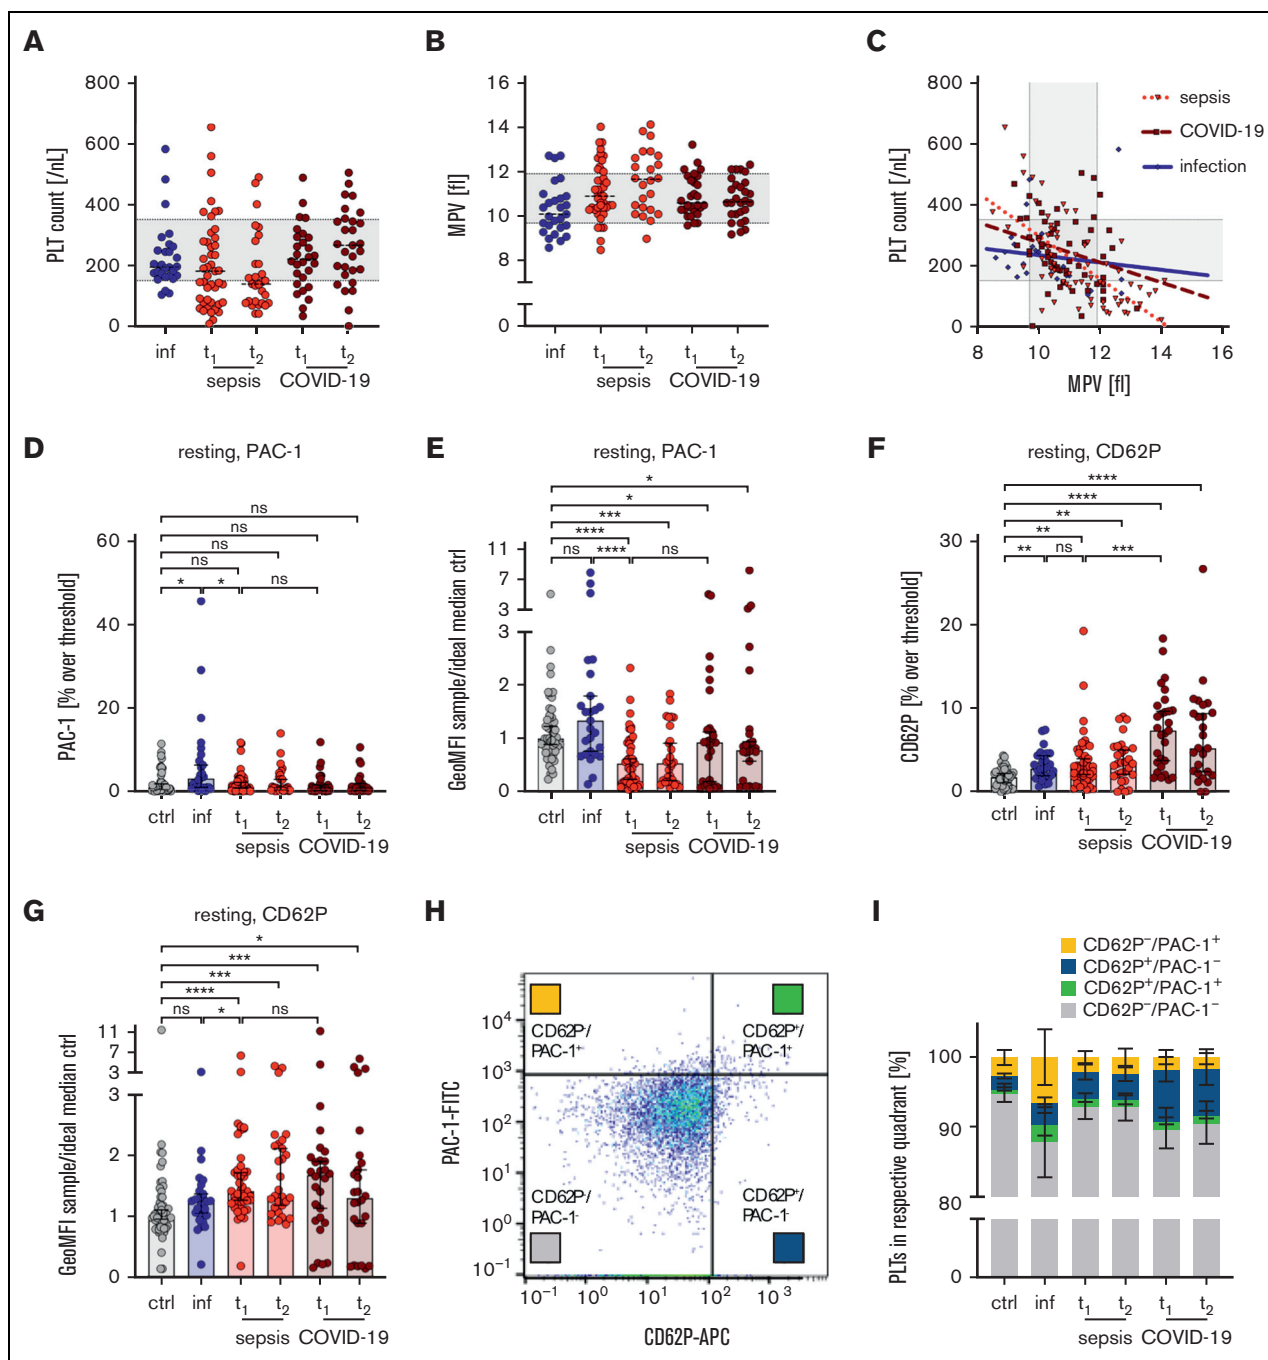 A
800
600
400
200
0
PLT count [/nL]
inf t1 t2 t1 t2
sepsis COVID-19
B
16
14
12
10
8
0
MPV [fl]
inf t1 t2 t1 t2
sepsis COVID-19
C
800
600
400
200
0
PLT count [/nL]
sepsis
COVID-19
infection
8 10 12 14 16
MPV [fl]
D
resting, PAC-1
ns
ns
ns
ns
* * ns
60
40
20
0
PAC-1 [% over threshold]
ctrl inf t1 t2 t1 t2
sepsis COVID-19
E
resting, PAC-1
*
*
***
****
ns **** ns
11
7
3
3
2
1
0
GeoMFI sample/ideal median ctrl
ctrl inf t1 t2 t1 t2
sepsis COVID-19
F
resting, CD62P
****
****
**
**
** ns ***
30
20
10
0
CD62P [% over threshold]
ctrl inf t1 t2 t1 t2
sepsis COVID-19
G
resting, CD62P
*
***
***
****
ns * ns
11
7
3
3
2
1
0
GeoMFI sample/ideal median ctrl
ctrl inf t1 t2 t1 t2
sepsis COVID-19
H
CD62P-/
PAC-1+
CD62P+/
PAC-1+
CD62P-/
PAC-1-
CD62P+/
PAC-1-
10^4
10^3
10^2
10^1
10^0
10^-1
PAC-1-FITC
10^-1 10^0 10^1 10^2 10^3
CD62P-APC
I
CD62P-/PAC-1+
CD62P+/PAC-1-
CD62P+/PAC-1+
CD62P-/PAC-1-
100
90
80
0
PLTs in respective quadrant [%]
ctrl inf t1 t2 t1 t2
sepsis COVID-19